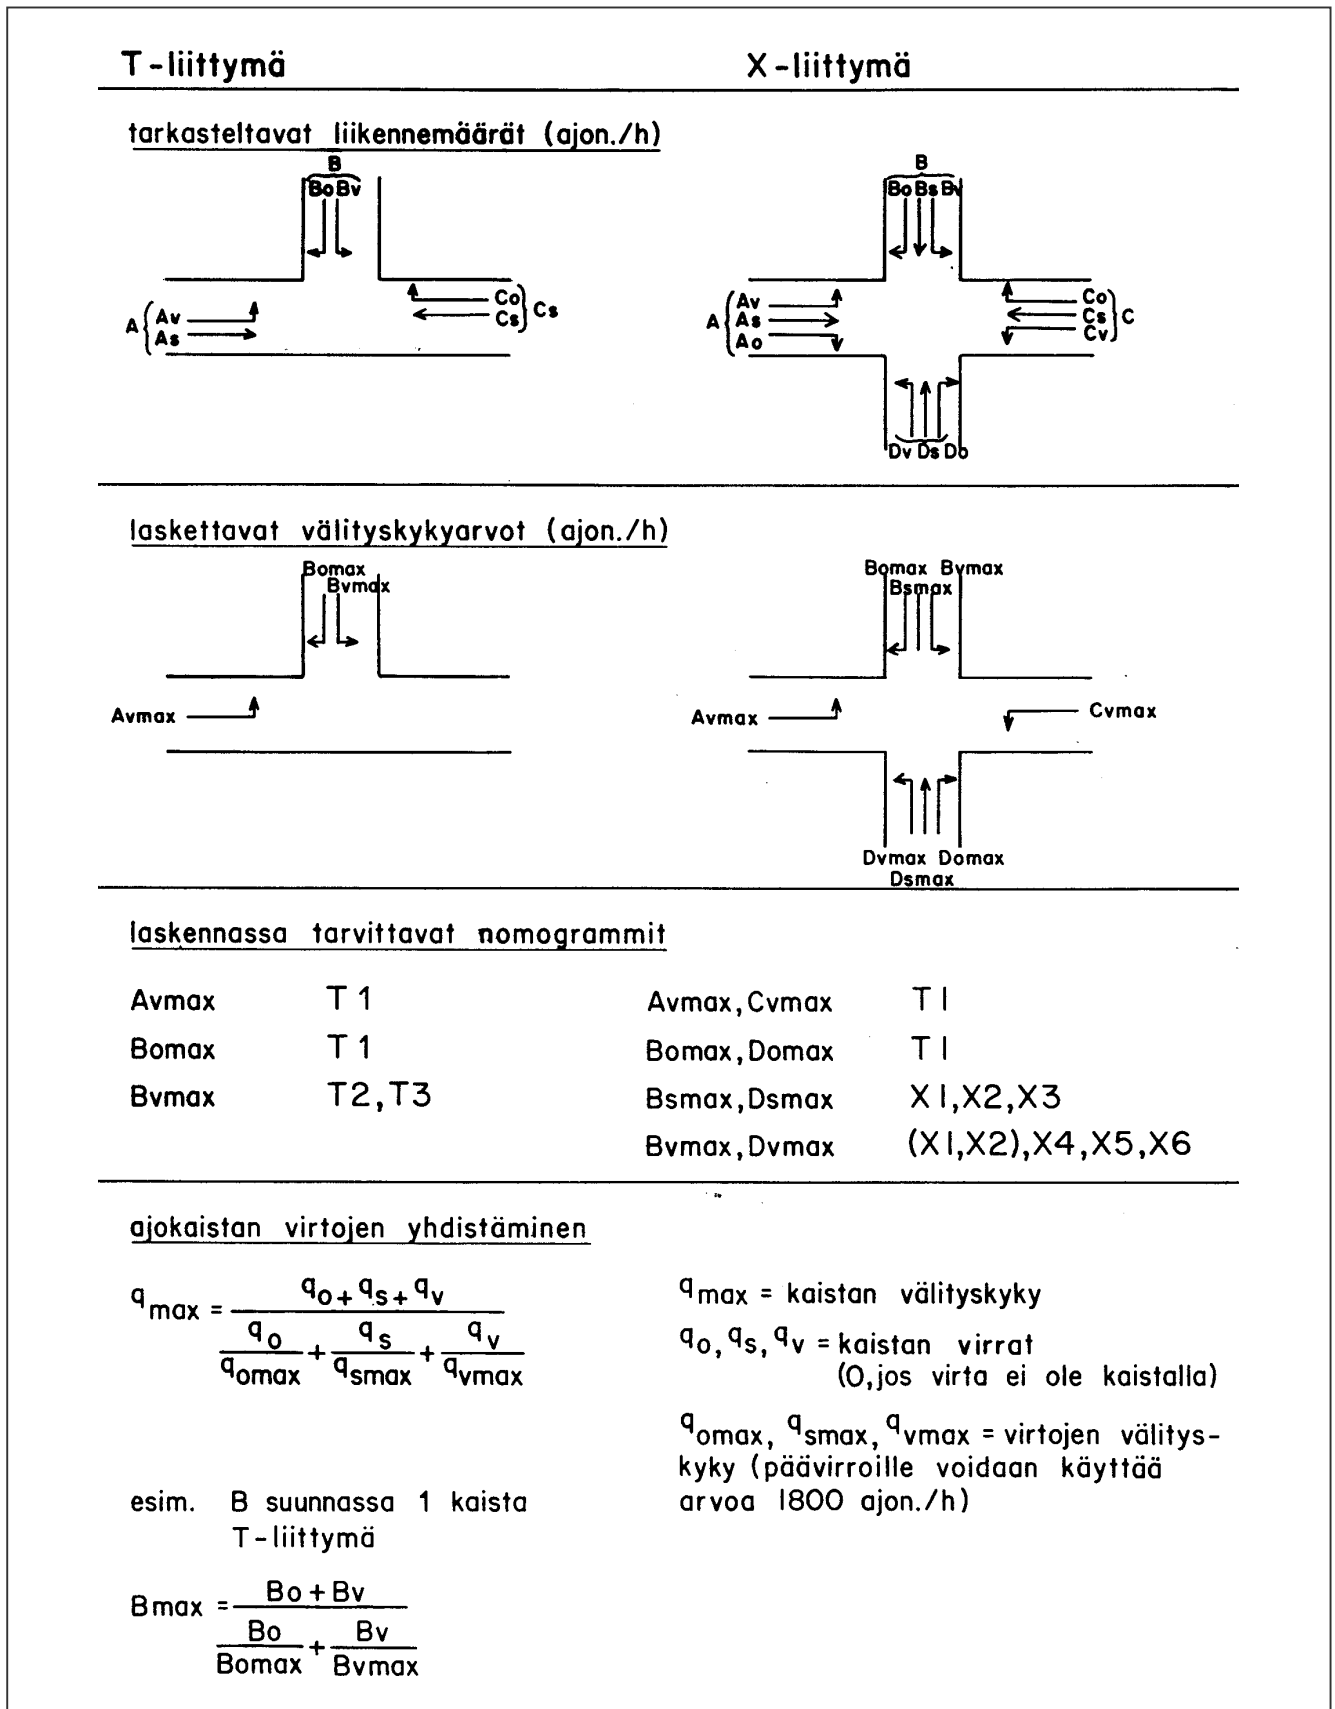 T-liittymä
X-liittymä
tarkasteltavat liikennemäärät (ajon./h)
B
Bo Bv
A
Av
As
Co
Cs
Cs
B
Bo Bs Bv
A
Av
As
Ao
Co
Cs
Cv
C
Dv Ds Do
laskettavat välityskykyarvot (ajon./h)
Bomax
Bvmax
Avmax
Bomax Bvmax
Bsmax
Avmax
Cvmax
Dvmax Domax
Dsmax
laskennassa tarvittavat nomogrammit
Avmax T1
Bomax T1
Bvmax T2,T3
Avmax, Cvmax T1
Bomax, Domax T1
Bsmax, Dsmax X1,X2,X3
Bvmax, Dvmax (X1,X2),X4,X5,X6
ajokaistan virtojen yhdistäminen
qo + qs + qv
qmax =
qo + qs + qv
qomax qsmax qvmax
qmax = kaistan välityskyky
qo, qs, qv = kaistan virrat
(0,jos virta ei ole kaistalla)
qomax, qsmax, qvmax = virtojen välitys-
kyky (päävirroille voidaan käyttää
arvoa 1800 ajon./h)
esim. B suunnassa 1 kaista
T-liittymä
Bo + Bv
Bmax =
Bo + Bv
Bomax Bvmax